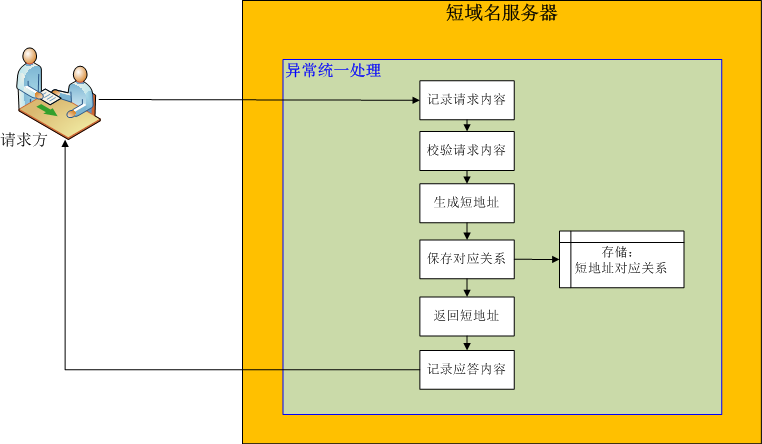 短域名服务器
异常统一处理
请求方
记录请求内容
校验请求内容
生成短地址
保存对应关系
存储：
短地址对应关系
返回短地址
记录应答内容